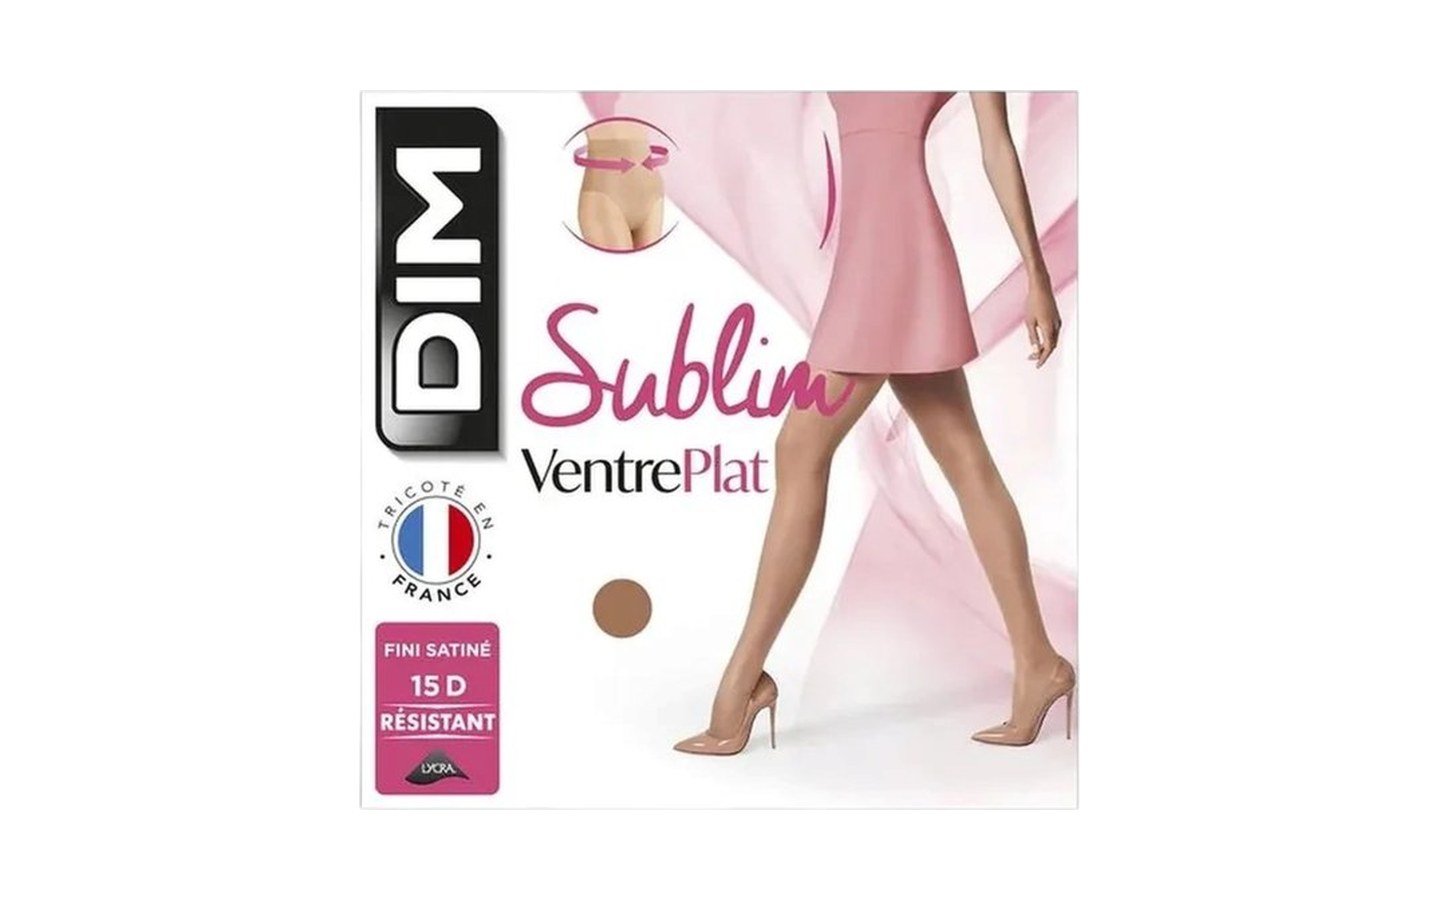 DIM
Sublim
VentrePlat
TRICOTÉ EN
FRANCE
FINI SATINÉ
15 D
RÉSISTANT
LYCRA